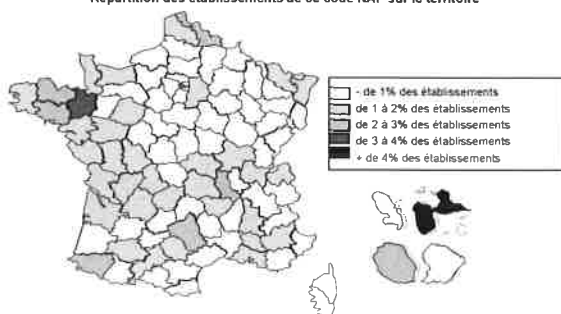 Répartition des établissements de ce code NAF sur le territoire
- de 1% des établissements
de 1 à 2% des établissements
de 2 à 3% des établissements
de 3 à 4% des établissements
+ de 4% des établissements